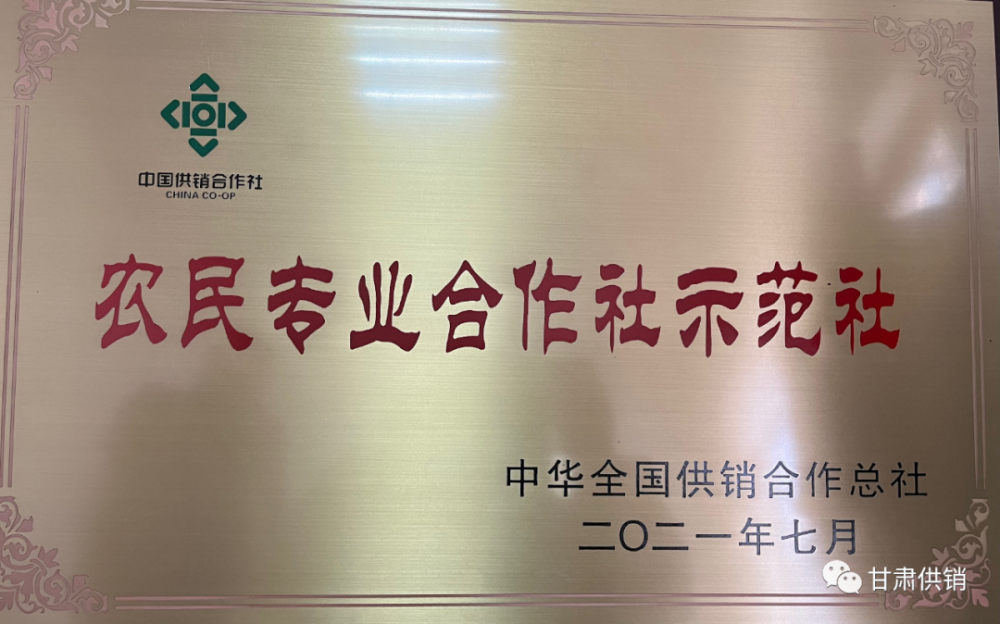 中国供销合作社
CHINA CO-OP
农民专业合作社示范社
中华全国供销合作总社
二〇二一年七月
甘肃供销